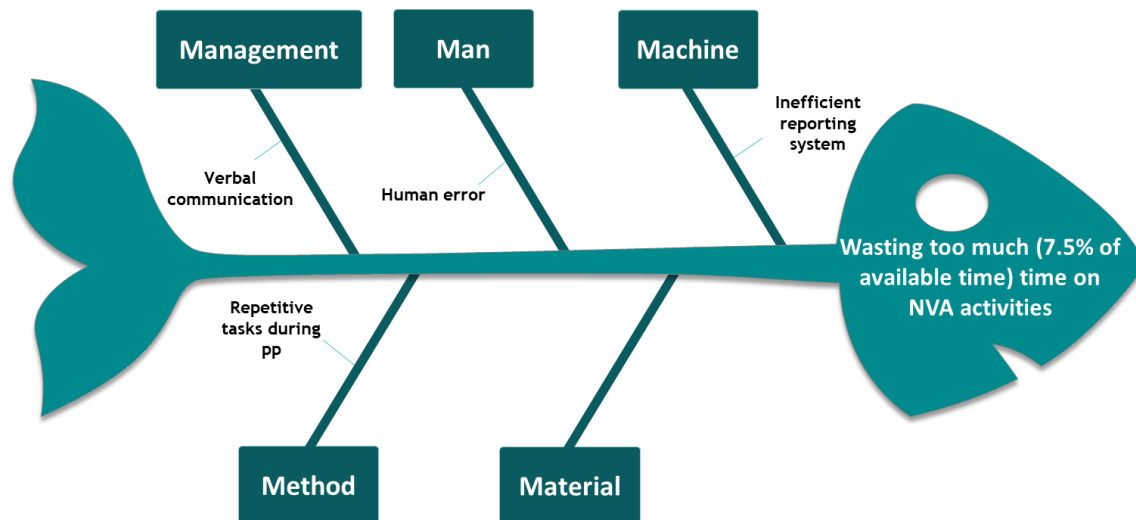 Management
Man
Machine
Inefficient
reporting
system
Verbal
communication
Human error
Wasting too much (7.5% of
available time) time on
NVA activities
Repetitive
tasks during
pp
Method
Material